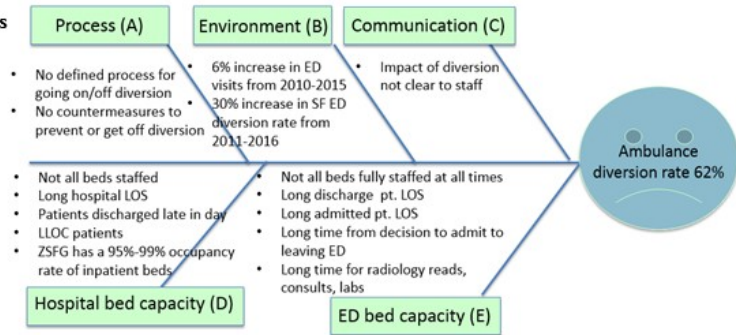 s
Process (A)
Environment (B)
Communication (C)
• No defined process for
going on/off diversion
• No countermeasures to
prevent or get off diversion
• 6% increase in ED
visits from 2010-2015
• 30% increase in SF ED
diversion rate from
2011-2016
• Impact of diversion
not clear to staff
Ambulance
diversion rate 62%
• Not all beds staffed
• Long hospital LOS
• Patients discharged late in day
• LLOC patients
• ZSFG has a 95%-99% occupancy
rate of inpatient beds
• Not all beds fully staffed at all times
• Long discharge pt. LOS
• Long admitted pt. LOS
• Long time from decision to admit to
leaving ED
• Long time for radiology reads,
consults, labs
Hospital bed capacity (D)
ED bed capacity (E)